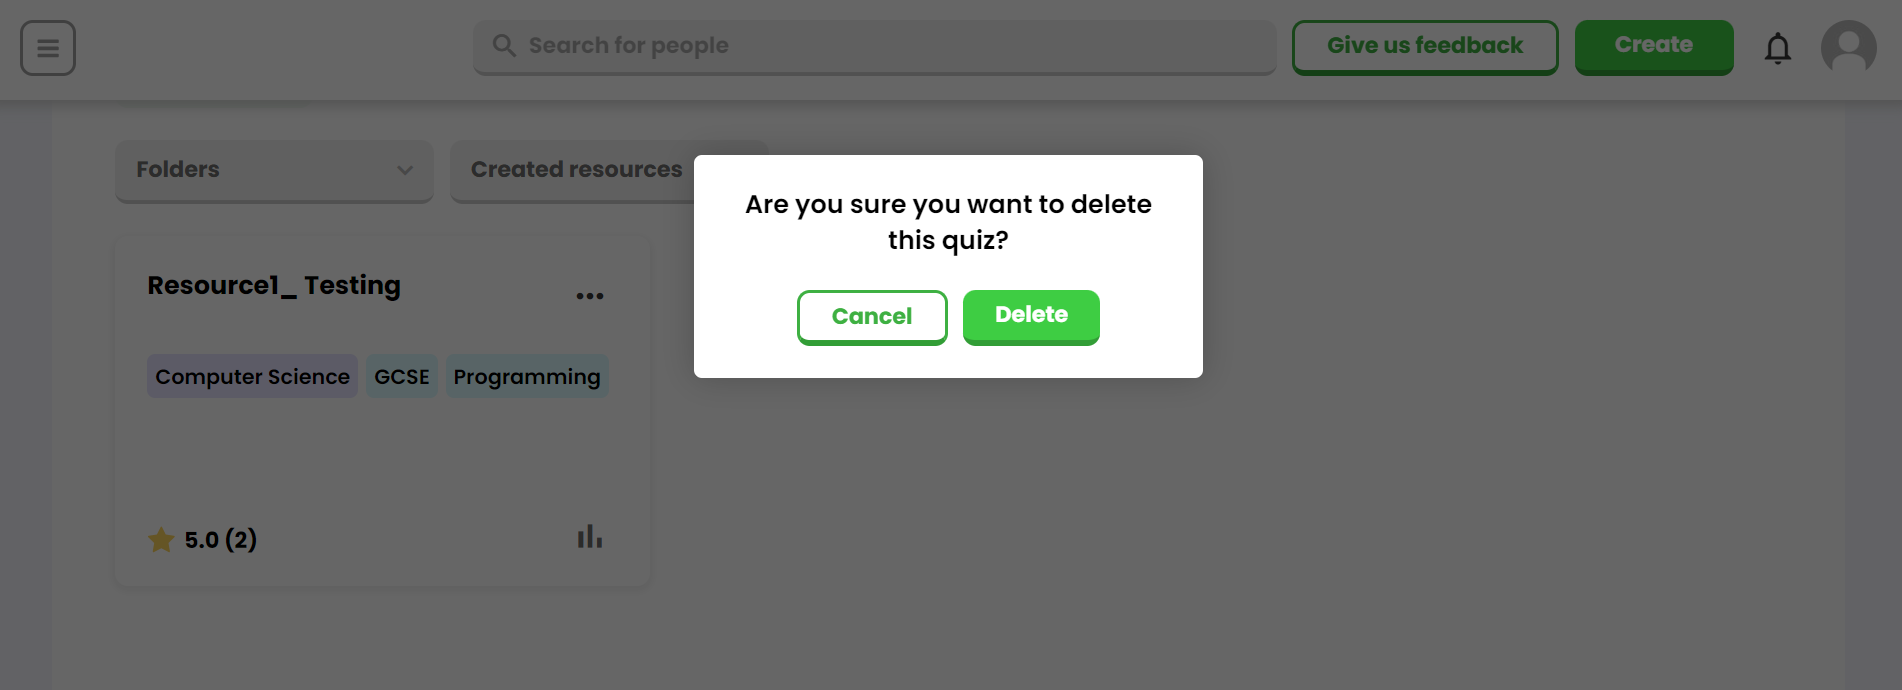 Search for people
Give us feedback
Create
Folders
Created resources
Are you sure you want to delete
this quiz?
Cancel
Delete
Resource1_ Testing
Computer Science
GCSE
Programming
5.0 (2)